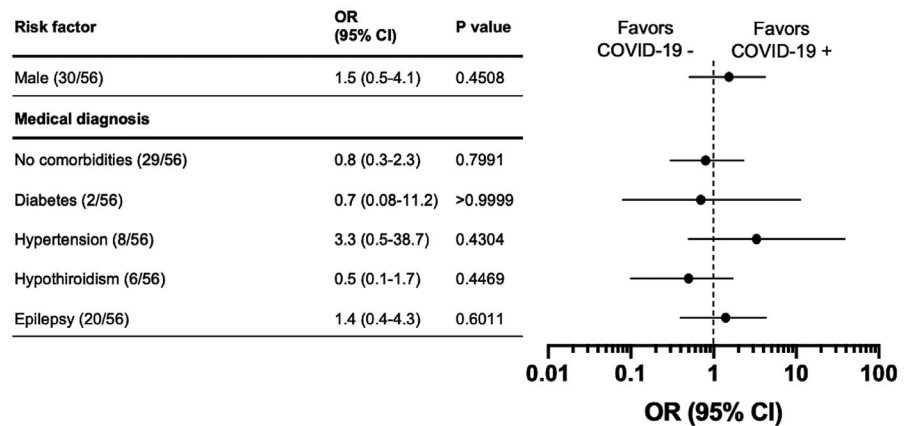 Risk factor OR (95% CI) P value
Male (30/56) 1.5 (0.5-4.1) 0.4508
Medical diagnosis
No comorbidities (29/56) 0.8 (0.3-2.3) 0.7991
Diabetes (2/56) 0.7 (0.08-11.2) >0.9999
Hypertension (8/56) 3.3 (0.5-38.7) 0.4304
Hypothiroidism (6/56) 0.5 (0.1-1.7) 0.4469
Epilepsy (20/56) 1.4 (0.4-4.3) 0.6011
Favors COVID-19 -
Favors COVID-19 +
0.01 0.1 1 10 100
OR (95% CI)